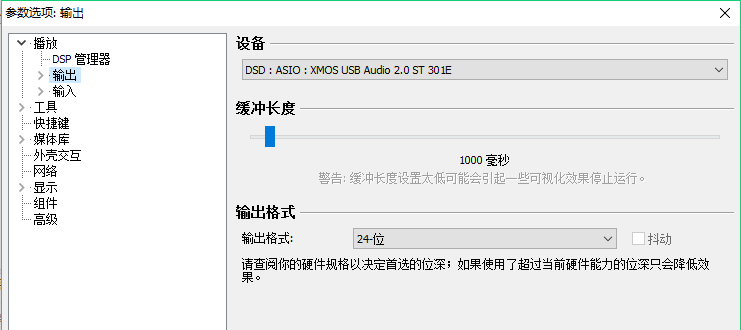 参数选项: 输出
播放
DSP 管理器
输出
输入
工具
快捷键
媒体库
外壳交互
网络
显示
组件
高级
设备
DSD : ASIO : XMOS USB Audio 2.0 ST 301E
缓冲长度
1000 毫秒
警告: 缓冲长度设置太低可能会引起一些可视化效果停止运行。
输出格式
输出格式: 24-位 抖动
请查阅你的硬件规格以决定首选的位深；如果使用了超过当前硬件能力的位深只会降低效
果。